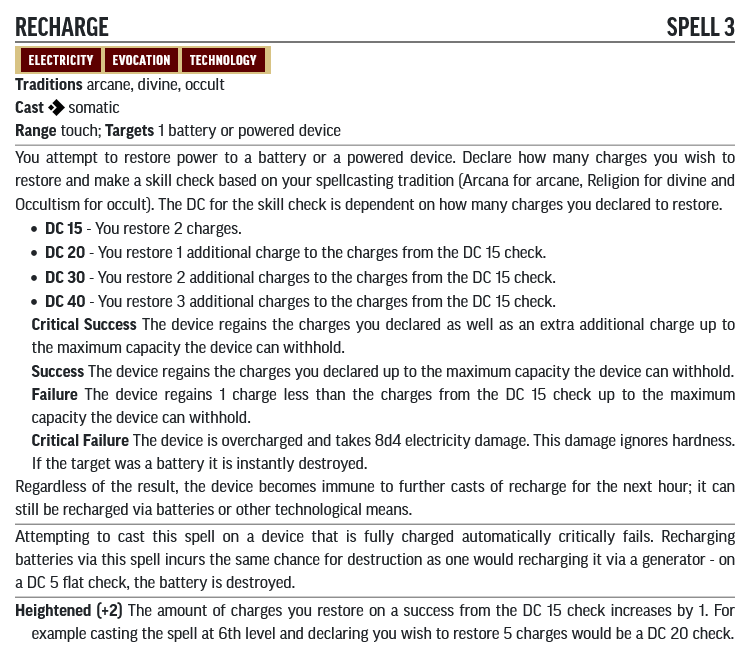 RECHARGE SPELL 3
ELECTRICITY EVOCATION TECHNOLOGY
Traditions arcane, divine, occult
Cast somatic
Range touch; Targets 1 battery or powered device
You attempt to restore power to a battery or a powered device. Declare how many charges you wish to
restore and make a skill check based on your spellcasting tradition (Arcana for arcane, Religion for divine and
Occultism for occult). The DC for the skill check is dependent on how many charges you declared to restore.
• DC 15 - You restore 2 charges.
• DC 20 - You restore 1 additional charge to the charges from the DC 15 check.
• DC 30 - You restore 2 additional charges to the charges from the DC 15 check.
• DC 40 - You restore 3 additional charges to the charges from the DC 15 check.
Critical Success The device regains the charges you declared as well as an extra additional charge up to
the maximum capacity the device can withhold.
Success The device regains the charges you declared up to the maximum capacity the device can withhold.
Failure The device regains 1 charge less than the charges from the DC 15 check up to the maximum
capacity the device can withhold.
Critical Failure The device is overcharged and takes 8d4 electricity damage. This damage ignores hardness.
If the target was a battery it is instantly destroyed.
Regardless of the result, the device becomes immune to further casts of recharge for the next hour; it can
still be recharged via batteries or other technological means.
Attempting to cast this spell on a device that is fully charged automatically critically fails. Recharging
batteries via this spell incurs the same chance for destruction as one would recharging it via a generator - on
a DC 5 flat check, the battery is destroyed.
Heightened (+2) The amount of charges you restore on a success from the DC 15 check increases by 1. For
example casting the spell at 6th level and declaring you wish to restore 5 charges would be a DC 20 check.